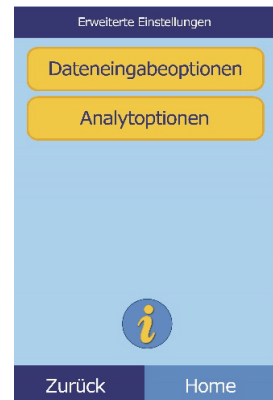 Erweiterte Einstellungen
Dateneingabeoptionen
Analytoptionen
i
Zurück Home